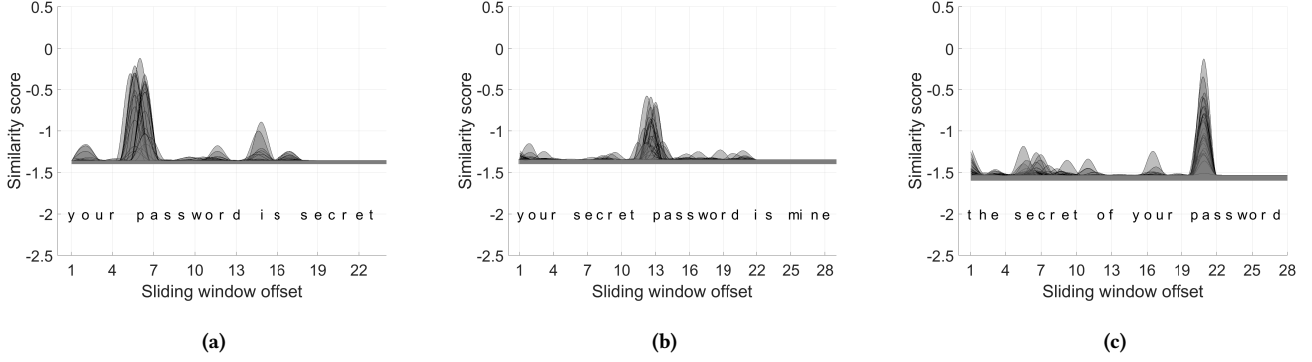 0.5
0
-0.5
-1
-1.5
-2
-2.5
Similarity score
your password is secret
1 4 7 10 13 16 19 22
Sliding window offset
(a)
0.5
0
-0.5
-1
-1.5
-2
-2.5
Similarity score
your secret password is mine
1 4 7 10 13 16 19 22 25 28
Sliding window offset
(b)
0.5
0
-0.5
-1
-1.5
-2
-2.5
Similarity score
the secret of your password
1 4 7 10 13 16 19 22 25 28
Sliding window offset
(c)